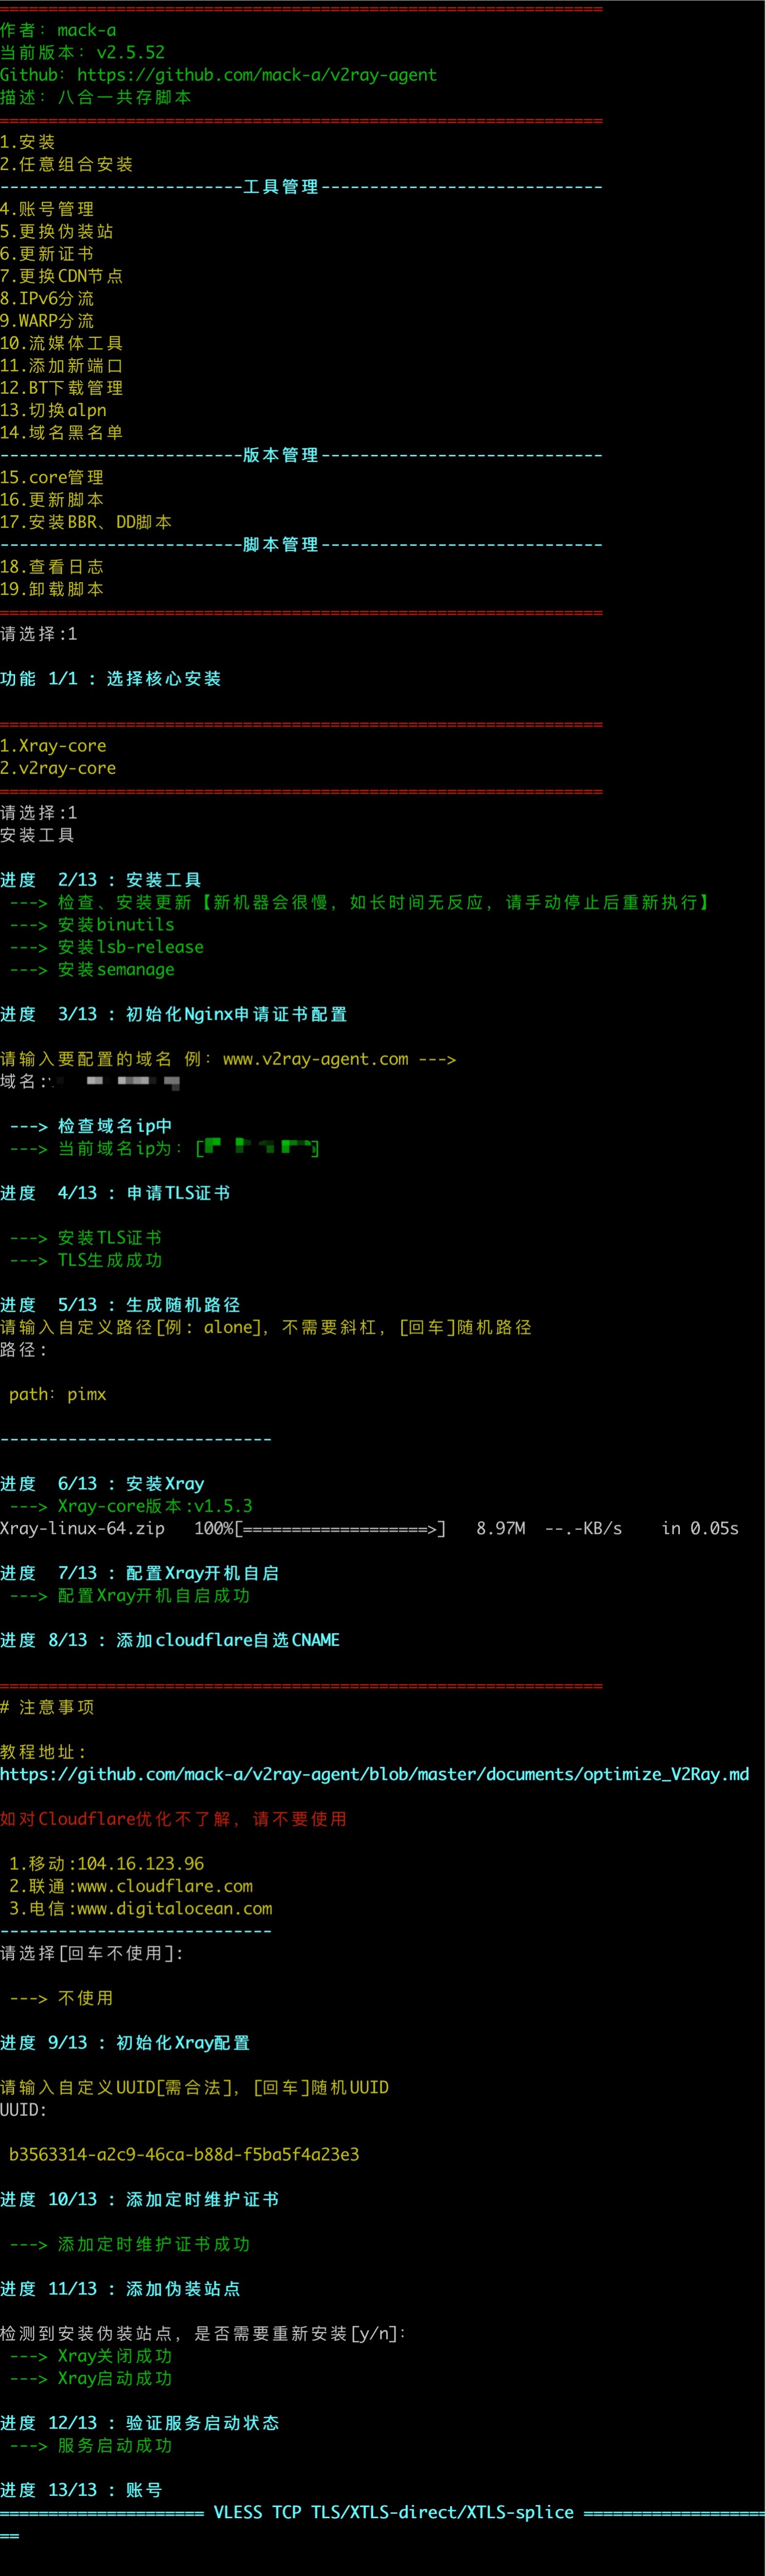 ==============================================================
作者：mack-a
当前版本：v2.5.52
Github：https://github.com/mack-a/v2ray-agent
描述：八合一共存脚本
==============================================================
1.安装
2.任意组合安装
-------------------------工具管理-----------------------------
4.账号管理
5.更换伪装站
6.更新证书
7.更换CDN节点
8.IPv6分流
9.WARP分流
10.流媒体工具
11.添加新端口
12.BT下载管理
13.切换alpn
14.域名黑名单
-------------------------版本管理-----------------------------
15.core管理
16.更新脚本
17.安装BBR、DD脚本
-------------------------脚本管理-----------------------------
18.查看日志
19.卸载脚本
==============================================================
请选择:1
功能 1/1 : 选择核心安装
==============================================================
1.Xray-core
2.v2ray-core
==============================================================
请选择:1
安装工具
进度  2/13 : 安装工具
 ---> 检查、安装更新【新机器会很慢，如长时间无反应，请手动停止后重新执行】
 ---> 安装binutils
 ---> 安装lsb-release
 ---> 安装semanage
进度  3/13 : 初始化Nginx申请证书配置
请输入要配置的域名 例：www.v2ray-agent.com --->
域名:
 ---> 检查域名ip中
 ---> 当前域名ip为：[]
进度  4/13 : 申请TLS证书
 ---> 安装TLS证书
 ---> TLS生成成功
进度  5/13 : 生成随机路径
请输入自定义路径[例: alone]，不需要斜杠，[回车]随机路径
路径:
 path：pimx
----------------------------
进度  6/13 : 安装Xray
 ---> Xray-core版本:v1.5.3
Xray-linux-64.zip   100%[===================>]   8.97M  --.-KB/s    in 0.05s
进度  7/13 : 配置Xray开机自启
 ---> 配置Xray开机自启成功
进度 8/13 : 添加cloudflare自选CNAME
==============================================================
# 注意事项
教程地址:
https://github.com/mack-a/v2ray-agent/blob/master/documents/optimize_V2Ray.md
如对Cloudflare优化不了解，请不要使用
 1.移动:104.16.123.96
 2.联通:www.cloudflare.com
 3.电信:www.digitalocean.com
----------------------------
请选择[回车不使用]:
 ---> 不使用
进度 9/13 : 初始化Xray配置
请输入自定义UUID[需合法]，[回车]随机UUID
UUID:
 b3563314-a2c9-46ca-b88d-f5ba5f4a23e3
进度 10/13 : 添加定时维护证书
 ---> 添加定时维护证书成功
进度 11/13 : 添加伪装站点
检测到安装伪装站点，是否需要重新安装[y/n]：
 ---> Xray关闭成功
 ---> Xray启动成功
进度 12/13 : 验证服务启动状态
 ---> 服务启动成功
进度 13/13 : 账号
===================== VLESS TCP TLS/XTLS-direct/XTLS-splice ===================
==